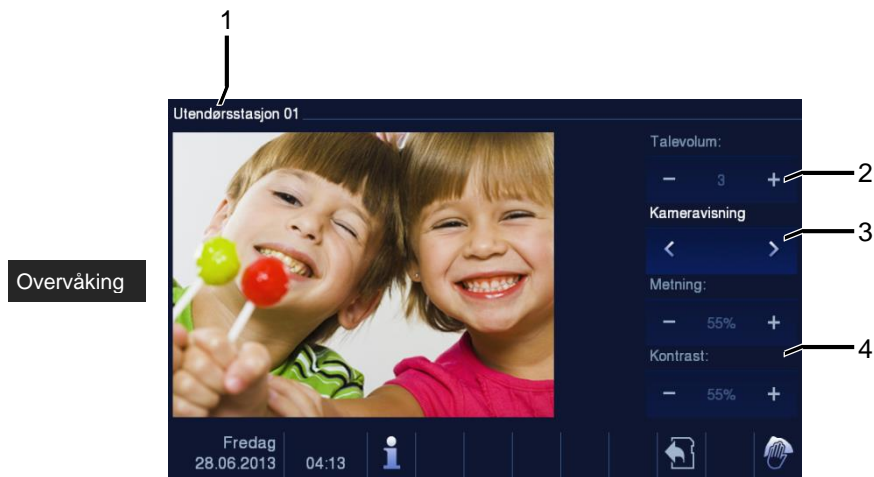 1
Utendørsstasjon 01
Talevolum:
− 3 +
2
Kameravisning
< >
3
Overvåking
Metning:
− 55% +
Kontrast:
4
− 55% +
Fredag
28.06.2013 04:13